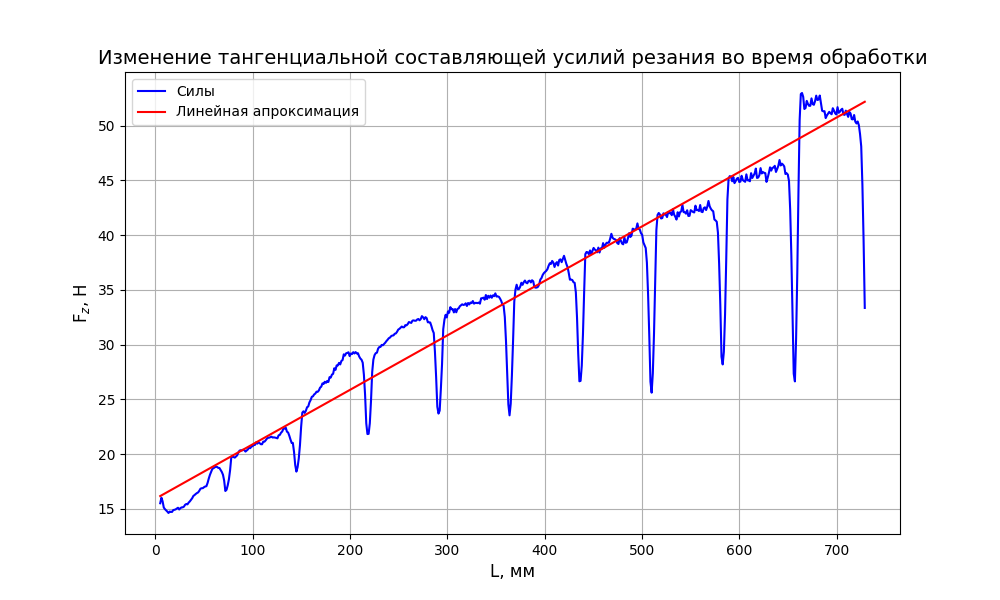 Изменение тангенциальной составляющей усилий резания во время обработки
Силы
Линейная апроксимация
50
45
40
35
30
25
20
15
F_z, Н
0 100 200 300 400 500 600 700
L, мм